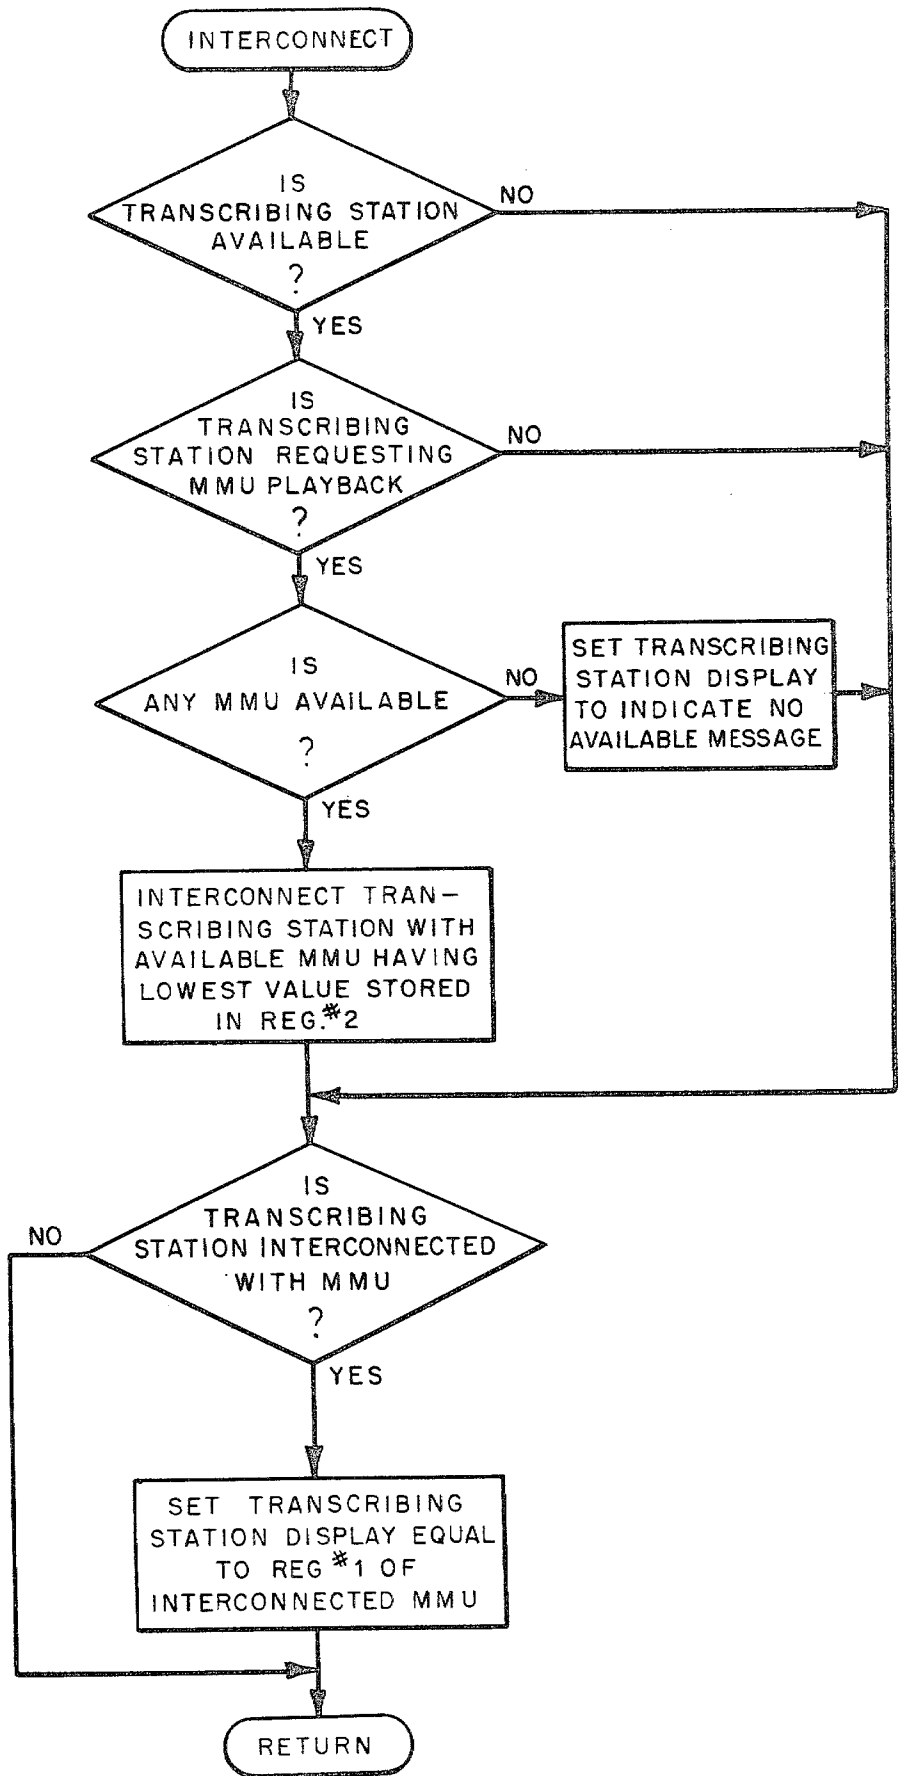 INTERCONNECT
IS
TRANSCRIBING STATION
AVAILABLE
?
NO
YES
IS
TRANSCRIBING
STATION REQUESTING
MMU PLAYBACK
?
NO
YES
IS
ANY MMU AVAILABLE
?
NO
SET TRANSCRIBING
STATION DISPLAY
TO INDICATE NO
AVAILABLE MESSAGE
YES
INTERCONNECT TRAN-
SCRIBING STATION WITH
AVAILABLE MMU HAVING
LOWEST VALUE STORED
IN REG.#2
IS
TRANSCRIBING
STATION INTERCONNECTED
WITH MMU
?
NO
YES
SET TRANSCRIBING
STATION DISPLAY EQUAL
TO REG #1 OF
INTERCONNECTED MMU
RETURN